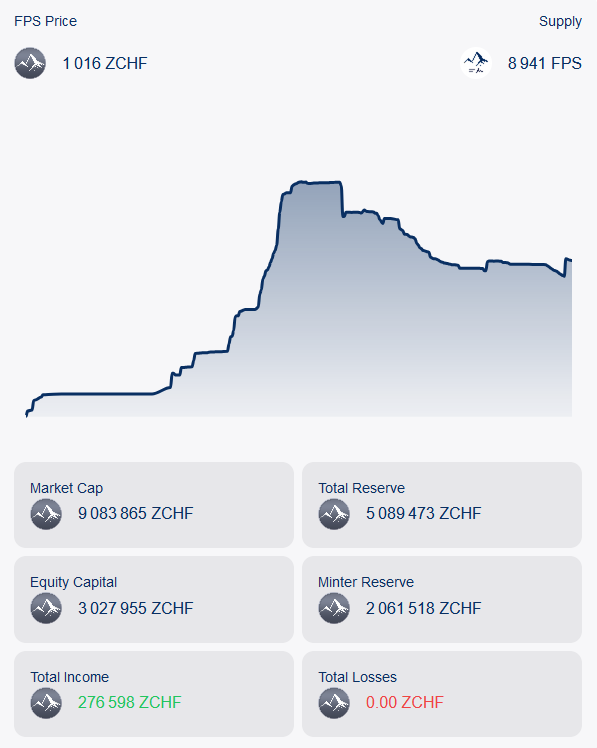 FPS Price
Supply
1 016 ZCHF
8 941 FPS
Market Cap
9 083 865 ZCHF
Total Reserve
5 089 473 ZCHF
Equity Capital
3 027 955 ZCHF
Minter Reserve
2 061 518 ZCHF
Total Income
276 598 ZCHF
Total Losses
0.00 ZCHF